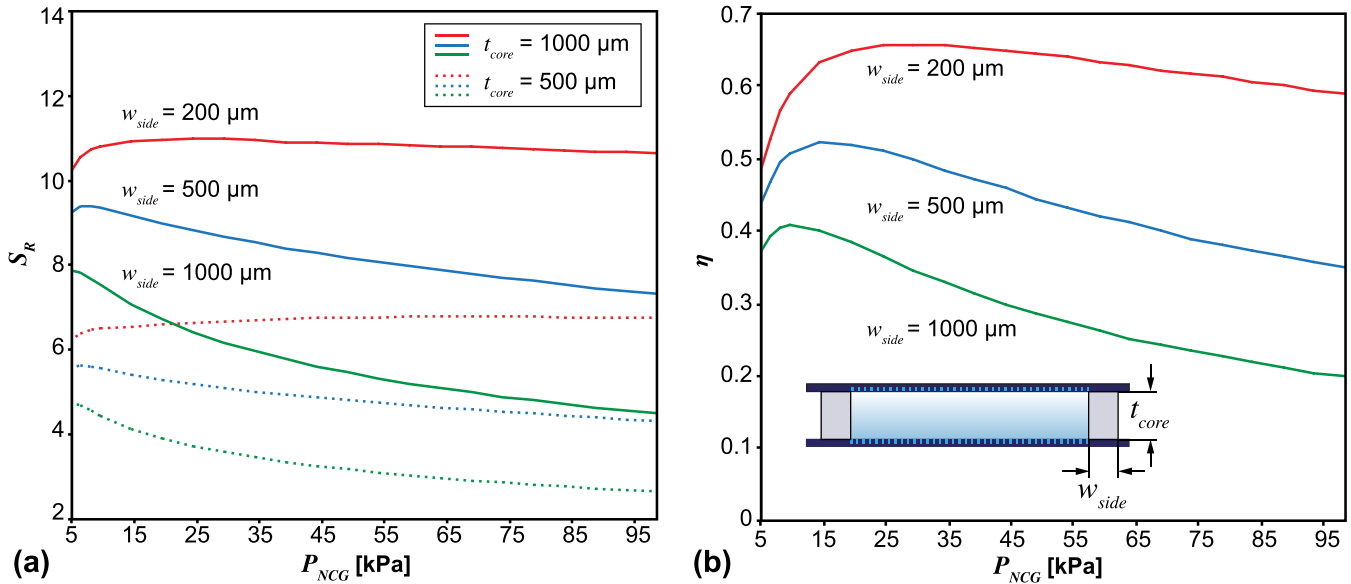 14
12
10
8
6
4
2
S_R
t_core = 1000 µm
t_core = 500 µm
w_side = 200 µm
w_side = 500 µm
w_side = 1000 µm
5 15 25 35 45 55 65 75 85 95
(a)
P_NCG [kPa]
0.7
0.6
0.5
0.4
0.3
0.2
0.1
0
η
w_side = 200 µm
w_side = 500 µm
w_side = 1000 µm
t_core
w_side
5 15 25 35 45 55 65 75 85 95
(b)
P_NCG [kPa]